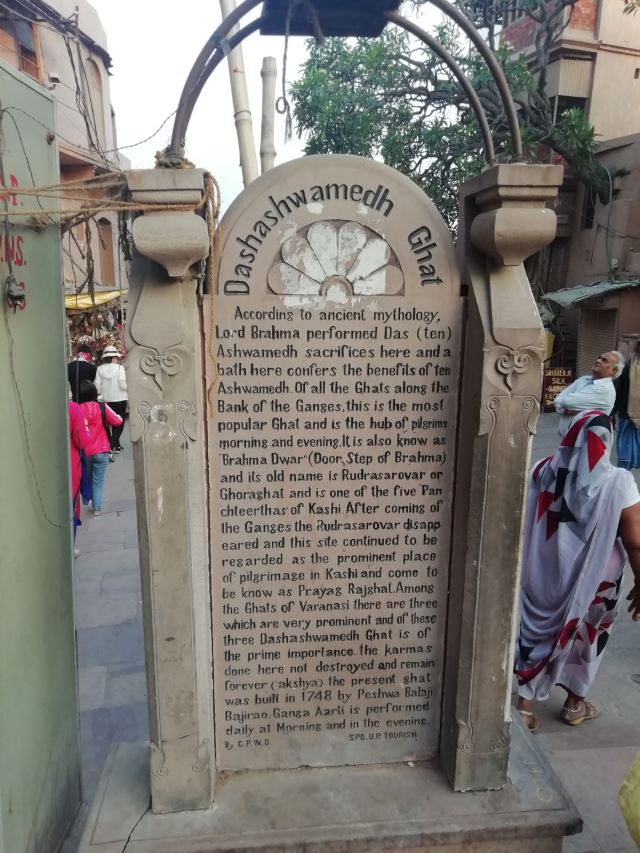 Dashashwamedh Ghat
According to ancient mythology,
Lord Brahma performed Das (ten)
Ashwamedh sacrifices here and a
bath here confers the benefits of ten
Ashwamedh. Of all the Ghats along the
Bank of the Ganges, this is the most
popular Ghat and is the hub of pilgrims
morning and evening. It is also know as
"Brahma Dwar" (Door, Step of Brahma)
and its old name is Rudrasarovar or
Ghoraghat and is one of the five 'Pan-
chteerthas' of Kashi. After coming of
the Ganges the Rudrasarovar disapp
eared and this site continued to be
regarded as the prominent place
of pilgrimage in Kashi and come to
be know as Prayag Rajghat. Among
the Ghats of Varanasi there are three
which are very prominent and of these
three Dashashwamedh Ghat is of
the prime importance. the karmas
done here not destroyed and remain
forever ('akshya') the present ghat
was built in 1748 by Peshwa Balaji
Bajirao. Ganga Aarti is performed
daily at Morning and in the evening.
By C.P.W.D SPO. U.P. TOURISM
SRI BALAJI
SILK